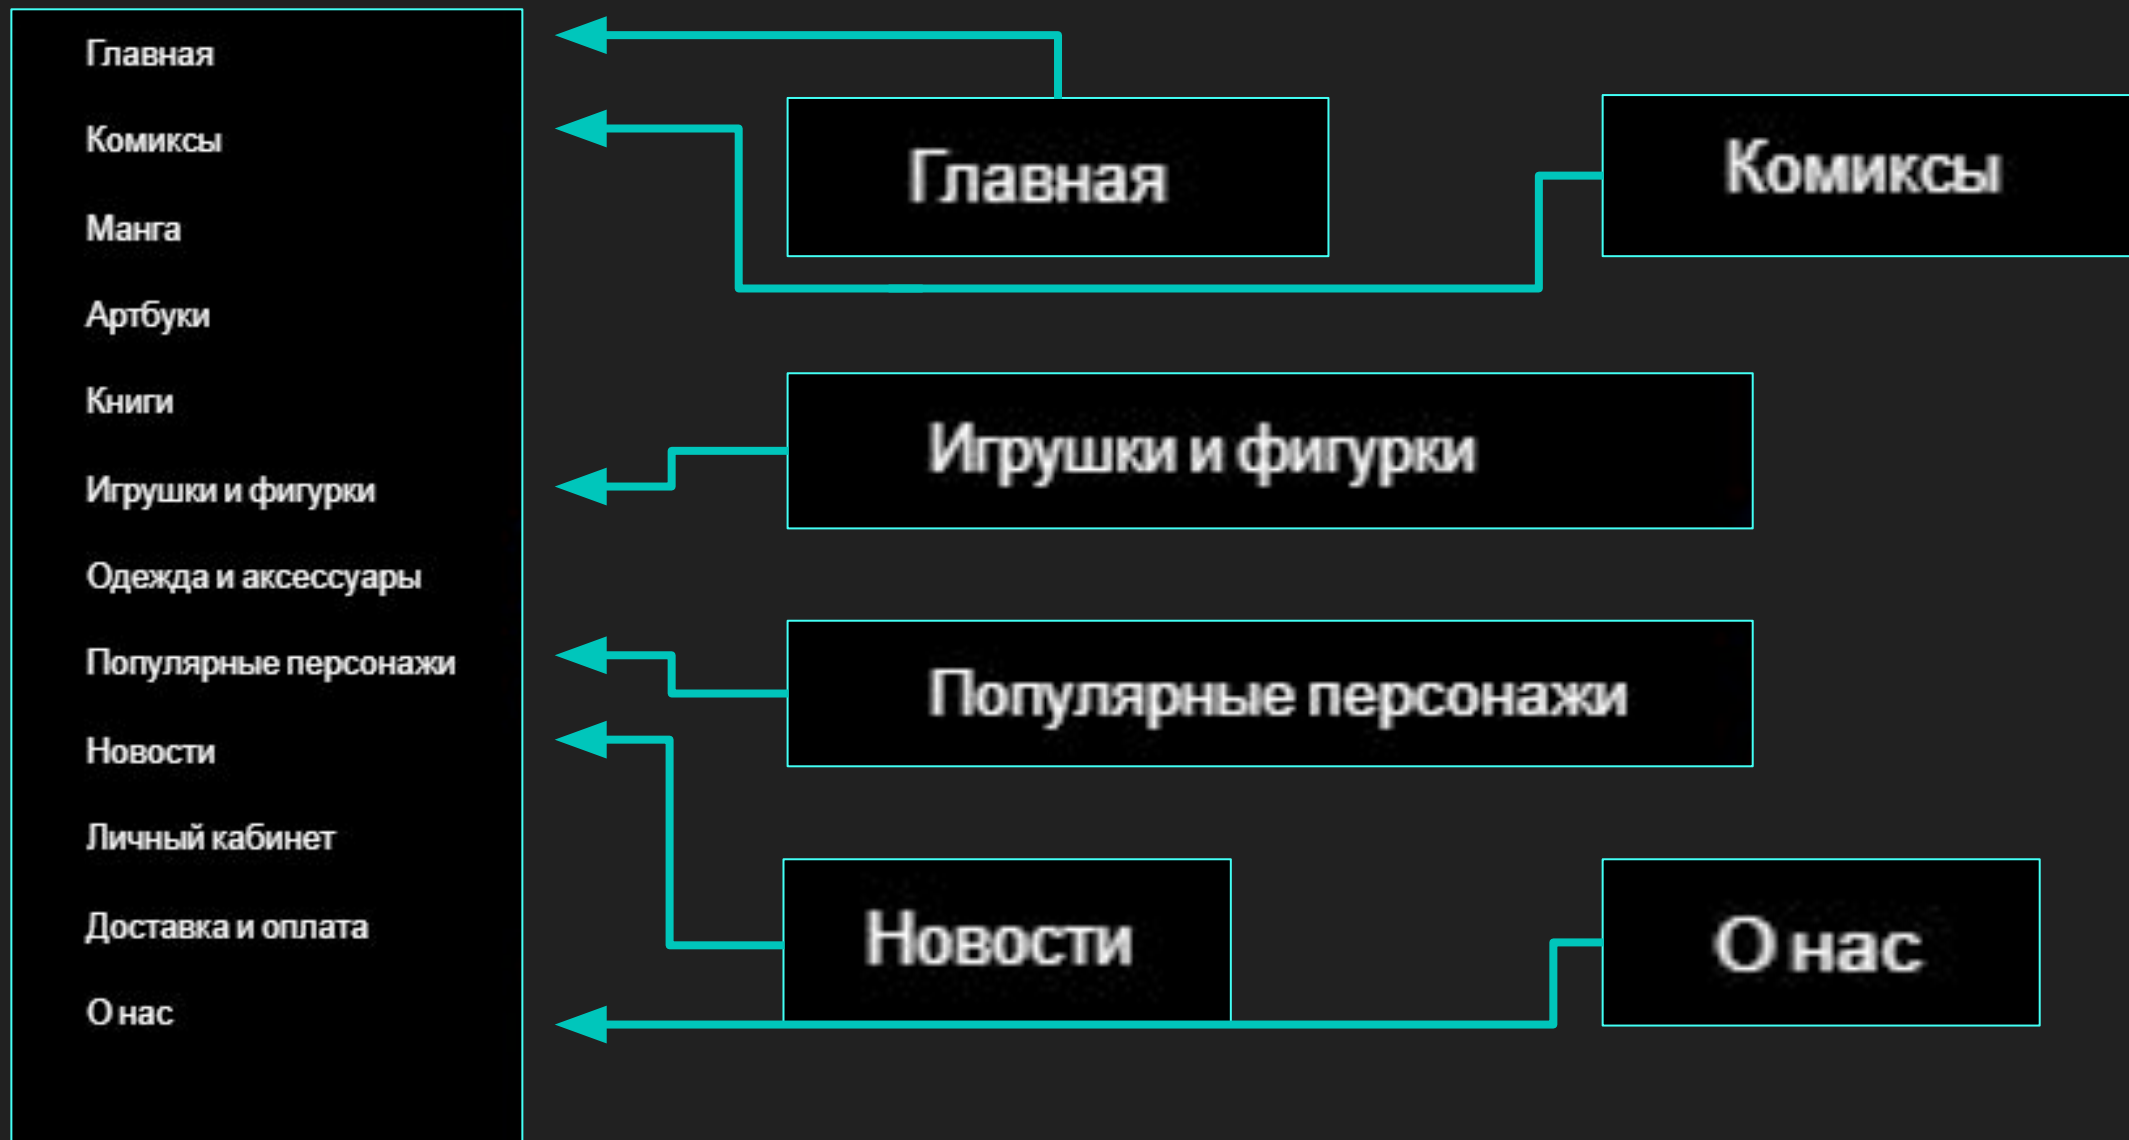 Главная
Комиксы
Манга
Артбуки
Книги
Игрушки и фигурки
Одежда и аксессуары
Популярные персонажи
Новости
Личный кабинет
Доставка и оплата
О нас
Главная
Комиксы
Игрушки и фигурки
Популярные персонажи
Новости
О нас